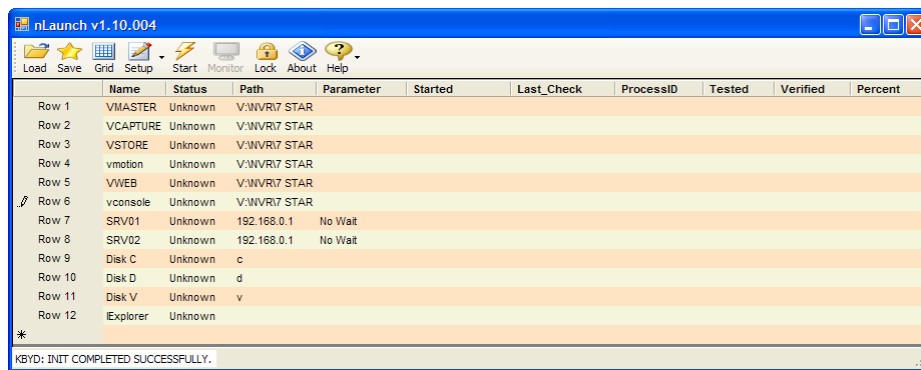 nLaunch v1.10.004
Load Save Grid Setup Start Monitor Lock About Help
Name Status Path Parameter Started Last_Check ProcessID Tested Verified Percent
Row 1 VMASTER Unknown V:\NVR\7 STAR
Row 2 VCAPTURE Unknown V:\NVR\7 STAR
Row 3 VSTORE Unknown V:\NVR\7 STAR
Row 4 vmotion Unknown V:\NVR\7 STAR
Row 5 VWEB Unknown V:\NVR\7 STAR
Row 6 vconsole Unknown V:\NVR\7 STAR
Row 7 SRV01 Unknown 192.168.0.1 No Wait
Row 8 SRV02 Unknown 192.168.0.1 No Wait
Row 9 Disk C Unknown c
Row 10 Disk D Unknown d
Row 11 Disk V Unknown v
Row 12 IExplorer Unknown
KBYD: INIT COMPLETED SUCCESSFULLY.